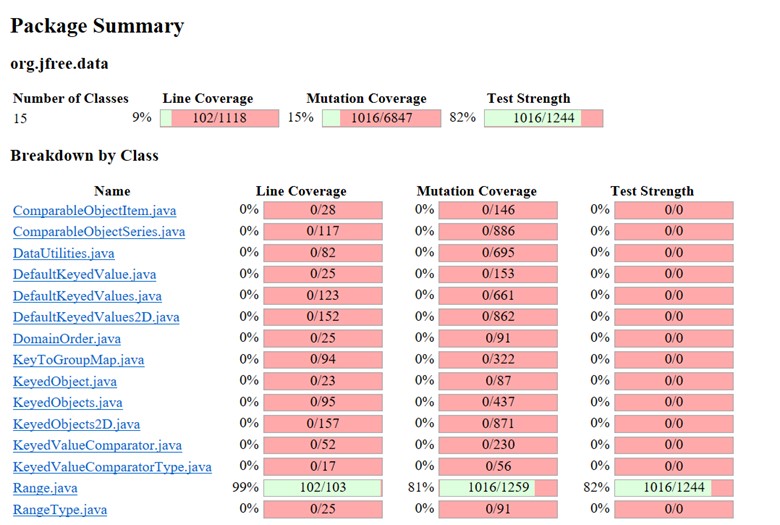 Package Summary
org.jfree.data
Number of Classes Line Coverage Mutation Coverage Test Strength
15 9% 102/1118 15% 1016/6847 82% 1016/1244
Breakdown by Class
Name Line Coverage Mutation Coverage Test Strength
ComparableObjectItem.java 0% 0/28 0% 0/146 0% 0/0
ComparableObjectSeries.java 0% 0/117 0% 0/886 0% 0/0
DataUtilities.java 0% 0/82 0% 0/695 0% 0/0
DefaultKeyedValue.java 0% 0/25 0% 0/153 0% 0/0
DefaultKeyedValues.java 0% 0/123 0% 0/661 0% 0/0
DefaultKeyedValues2D.java 0% 0/152 0% 0/862 0% 0/0
DomainOrder.java 0% 0/25 0% 0/91 0% 0/0
KeyToGroupMap.java 0% 0/94 0% 0/322 0% 0/0
KeyedObject.java 0% 0/23 0% 0/87 0% 0/0
KeyedObjects.java 0% 0/95 0% 0/437 0% 0/0
KeyedObjects2D.java 0% 0/157 0% 0/871 0% 0/0
KeyedValueComparator.java 0% 0/52 0% 0/230 0% 0/0
KeyedValueComparatorType.java 0% 0/17 0% 0/56 0% 0/0
Range.java 99% 102/103 81% 1016/1259 82% 1016/1244
RangeType.java 0% 0/25 0% 0/91 0% 0/0